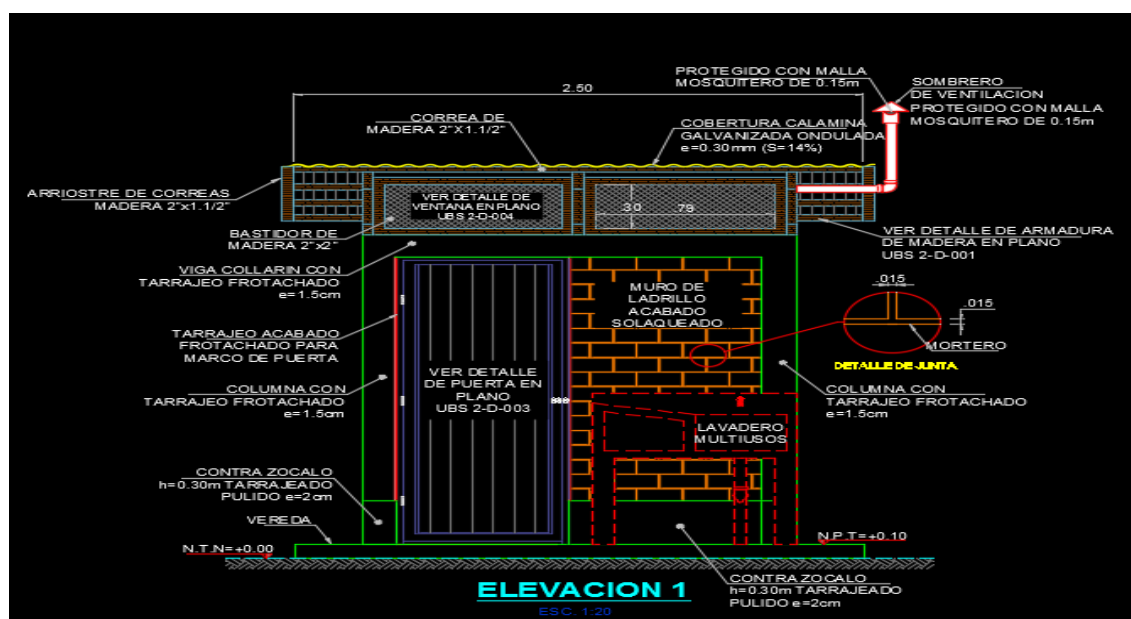 PROTEGIDO CON MALLA
MOSQUITERO DE 0.15m
SOMBRERO
DE VENTILACION
PROTEGIDO CON MALLA
MOSQUITERO DE 0.15m
2.50
CORREA DE
MADERA 2"X1.1/2"
COBERTURA CALAMINA
GALVANIZADA ONDULADA
e=0.30mm (S=14%)
ARRIOSTRE DE CORREAS
MADERA 2"x1.1/2"
VER DETALLE DE
VENTANA EN PLANO
UBS 2-D-004
.30
.79
BASTIDOR DE
MADERA 2"x2"
VER DETALLE DE ARMADURA
DE MADERA EN PLANO
UBS 2-D-001
VIGA COLLARIN CON
TARRAJEO FROTACHADO
e=1.5cm
MURO DE
LADRILLO
ACABADO
SOLAQUEADO
.015
.015
MORTERO
DETALLE DE JUNTA
TARRAJEO ACABADO
FROTACHADO PARA
MARCO DE PUERTA
VER DETALLE
DE PUERTA EN
PLANO
UBS 2-D-003
COLUMNA CON
TARRAJEO FROTACHADO
e=1.5cm
COLUMNA CON
TARRAJEO FROTACHADO
e=1.5cm
LAVADERO
MULTIUSOS
CONTRA ZOCALO
h=0.30m TARRAJEADO
PULIDO e=2cm
VEREDA
N.T.N=+0.00
N.P.T=+0.10
CONTRA ZOCALO
h=0.30m TARRAJEADO
PULIDO e=2cm
ELEVACION 1
ESC. 1:20